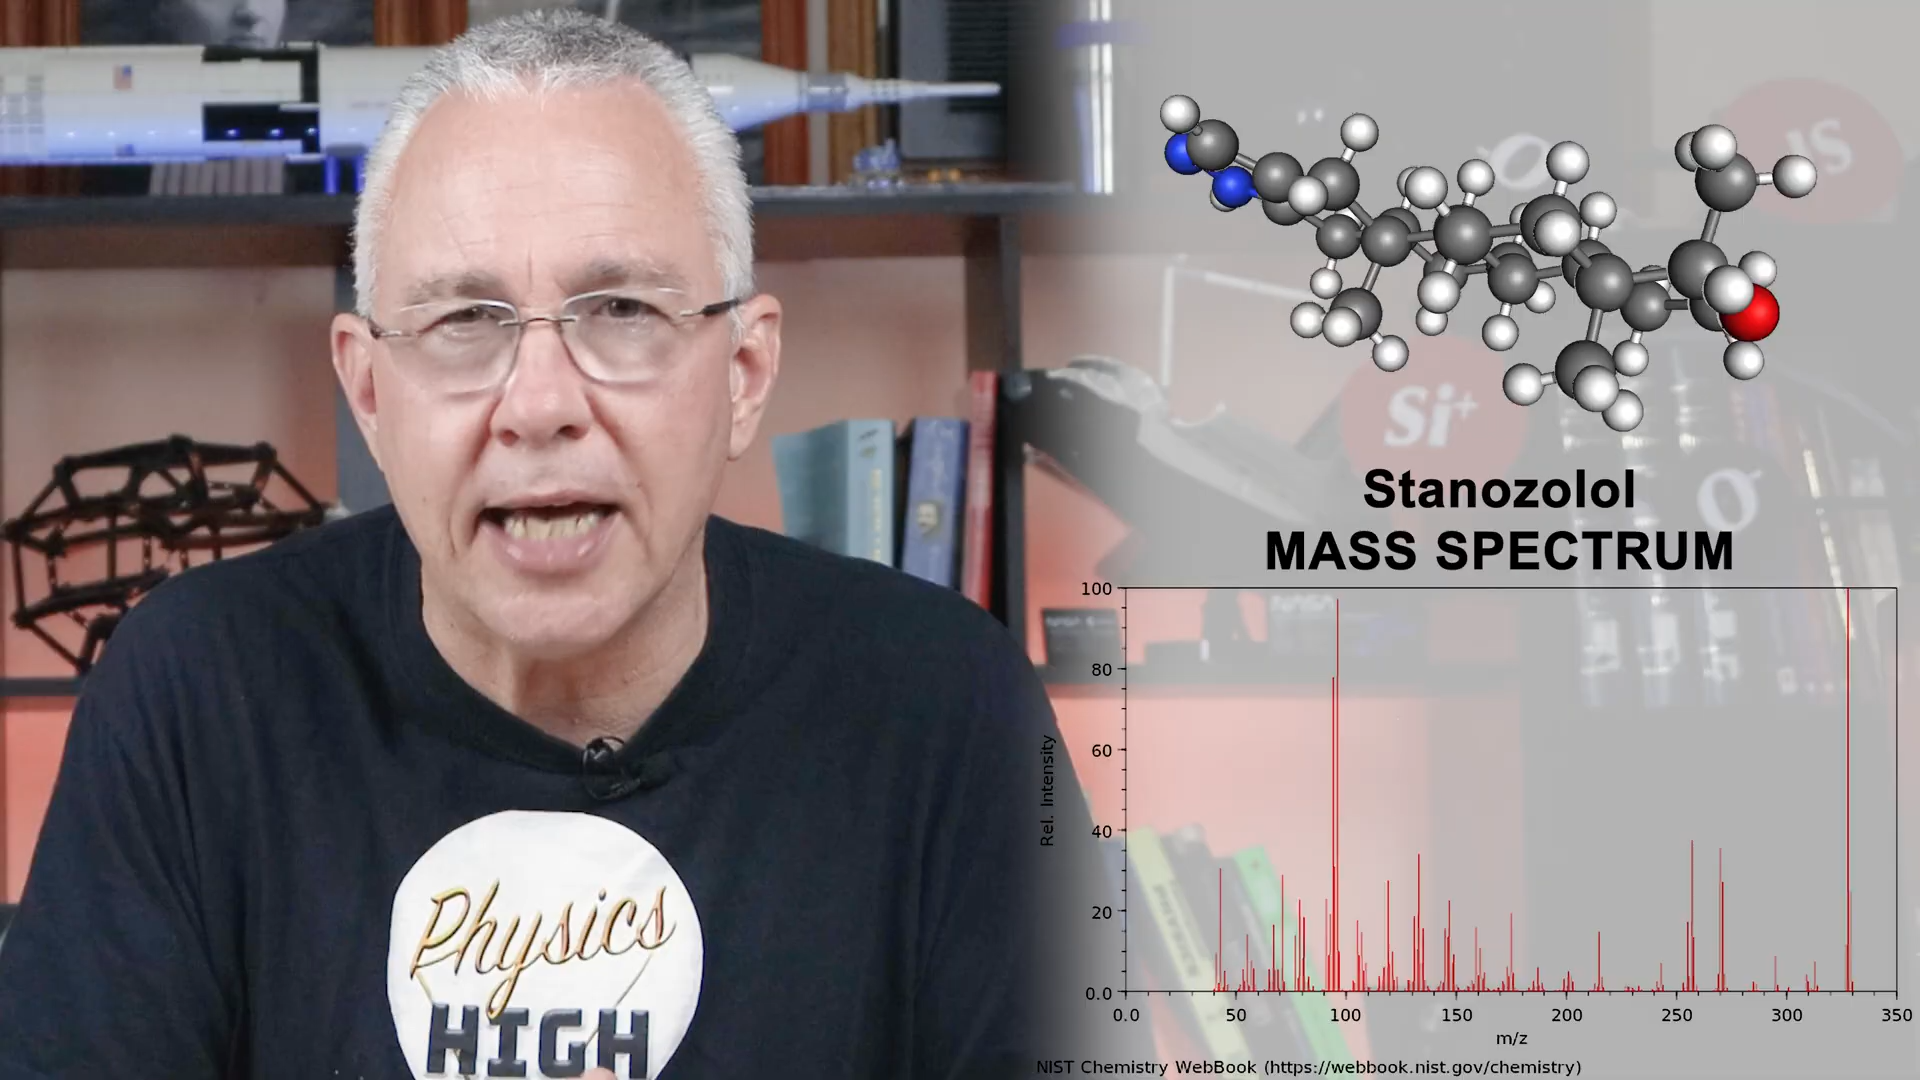 Physics
HIGH
Si+
Stanozolol
MASS SPECTRUM
100
80
60
40
20
0.0
Rel. Intensity
0.0 50 100 150 200 250 300 350
m/z
NIST Chemistry WebBook (https://webbook.nist.gov/chemistry)